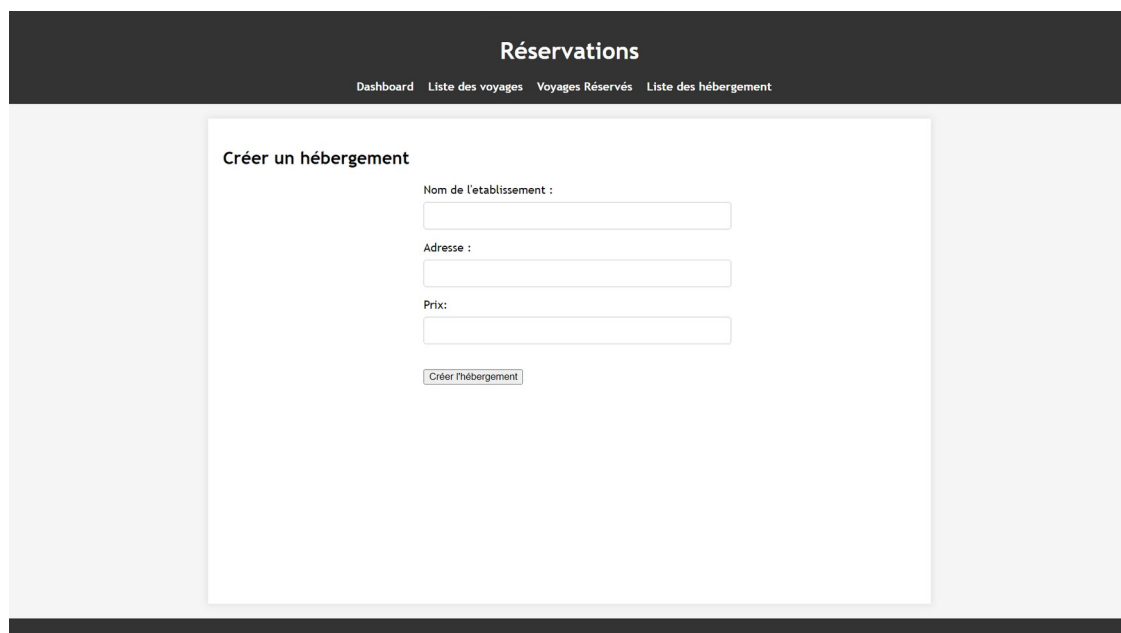 Réservations
Dashboard Liste des voyages Voyages Réservés Liste des hébergement
Créer un hébergement
Nom de l'etablissement :
Adresse :
Prix:
Créer l'hébergement